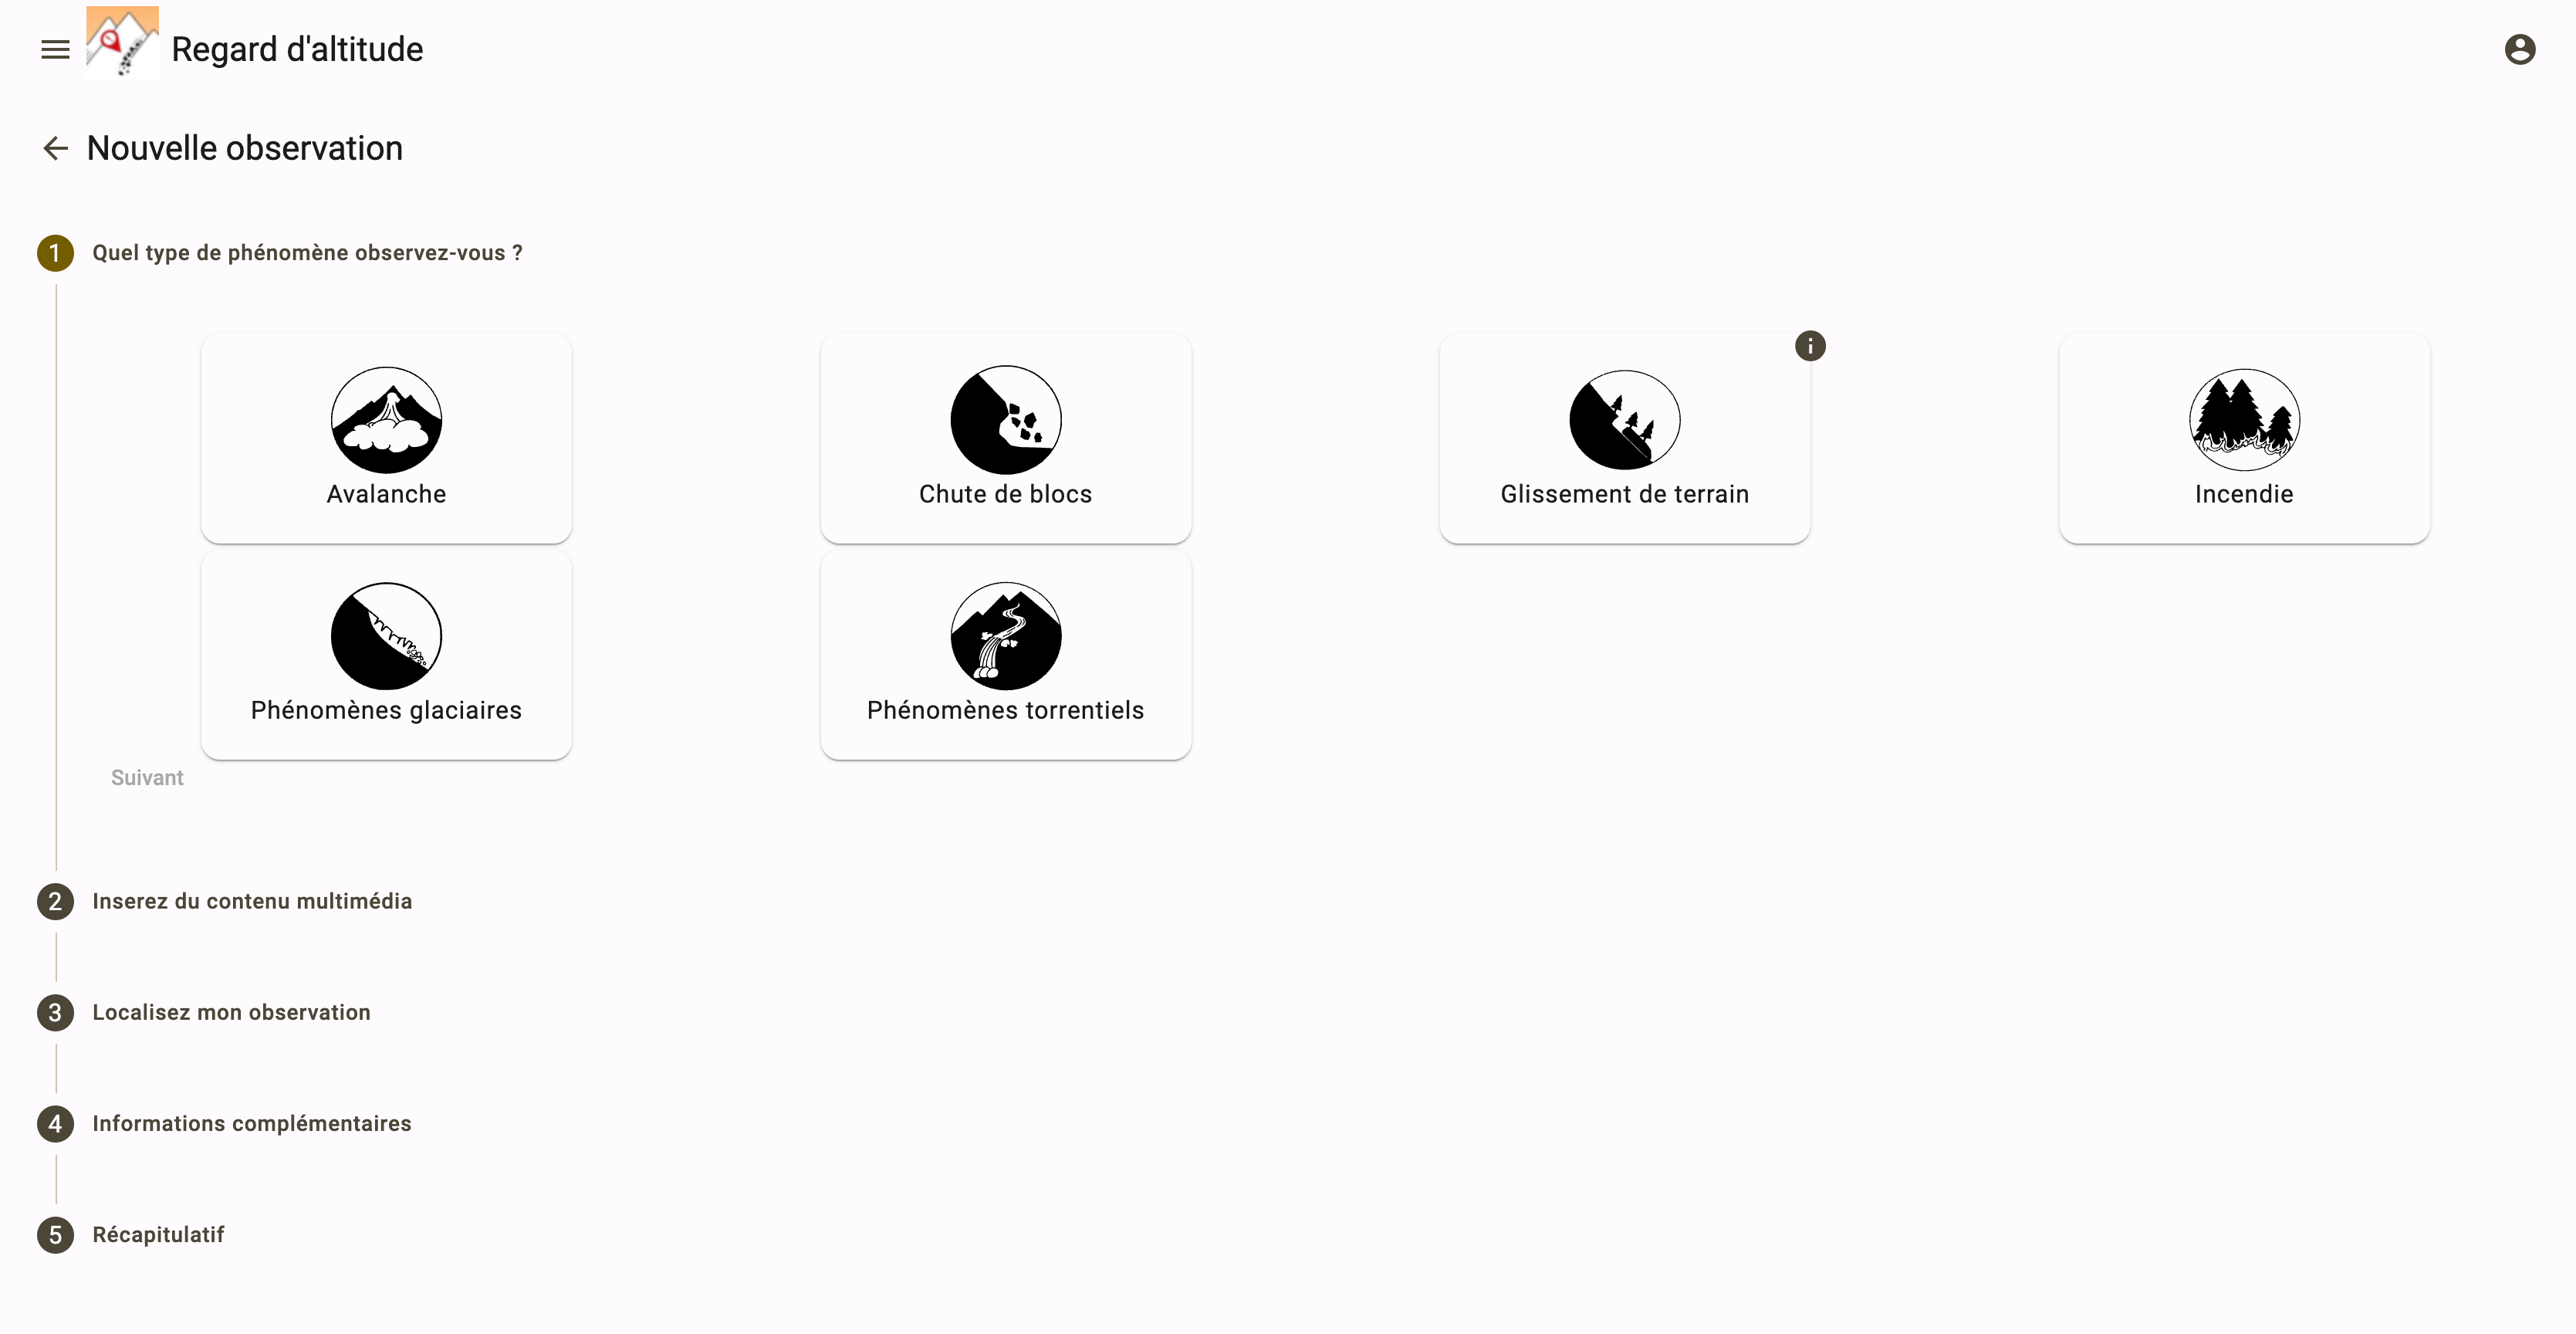 Regard d'altitude
Nouvelle observation
1 Quel type de phénomène observez-vous ?
Avalanche
Chute de blocs
i
Glissement de terrain
Incendie
Phénomènes glaciaires
Phénomènes torrentiels
Suivant
2 Inserez du contenu multimédia
3 Localisez mon observation
4 Informations complémentaires
5 Récapitulatif